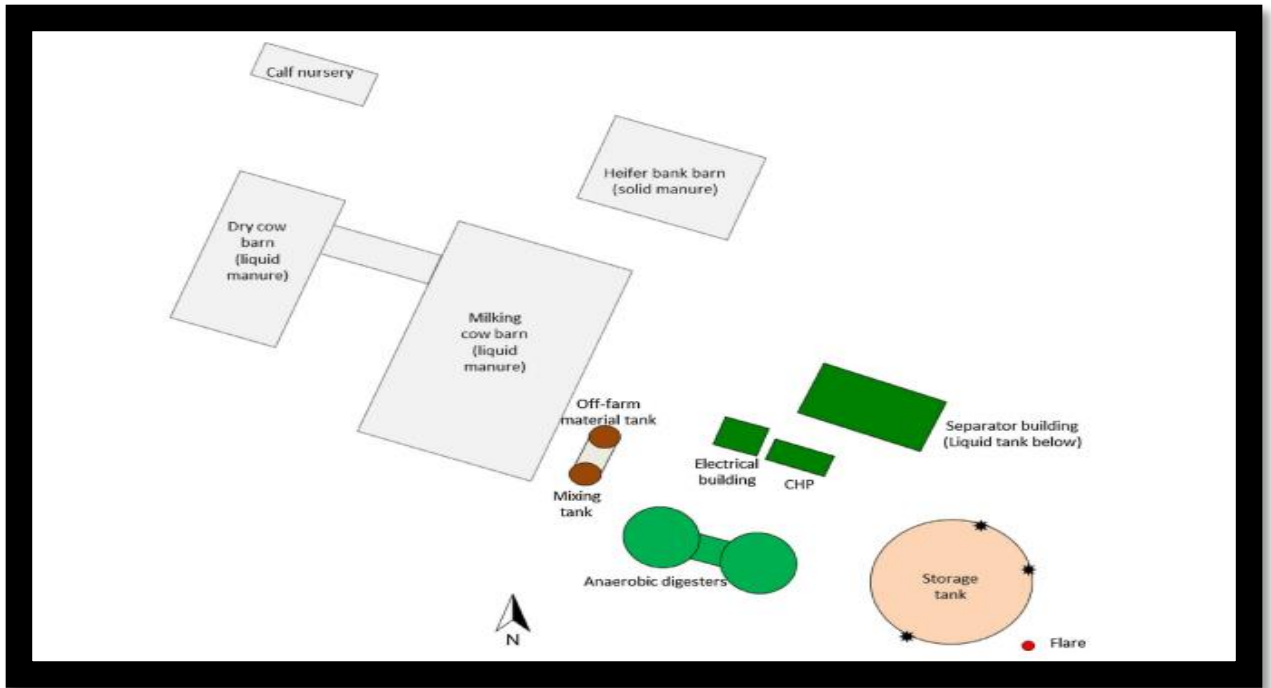 Calf nursery
Heifer bank barn
(solid manure)
Dry cow
barn
(liquid
manure)
Milking
cow barn
(liquid
manure)
Off-farm
material tank
Separator building
(Liquid tank below)
Electrical
building
CHP
Mixing
tank
Anaerobic digesters
Storage
tank
N
Flare